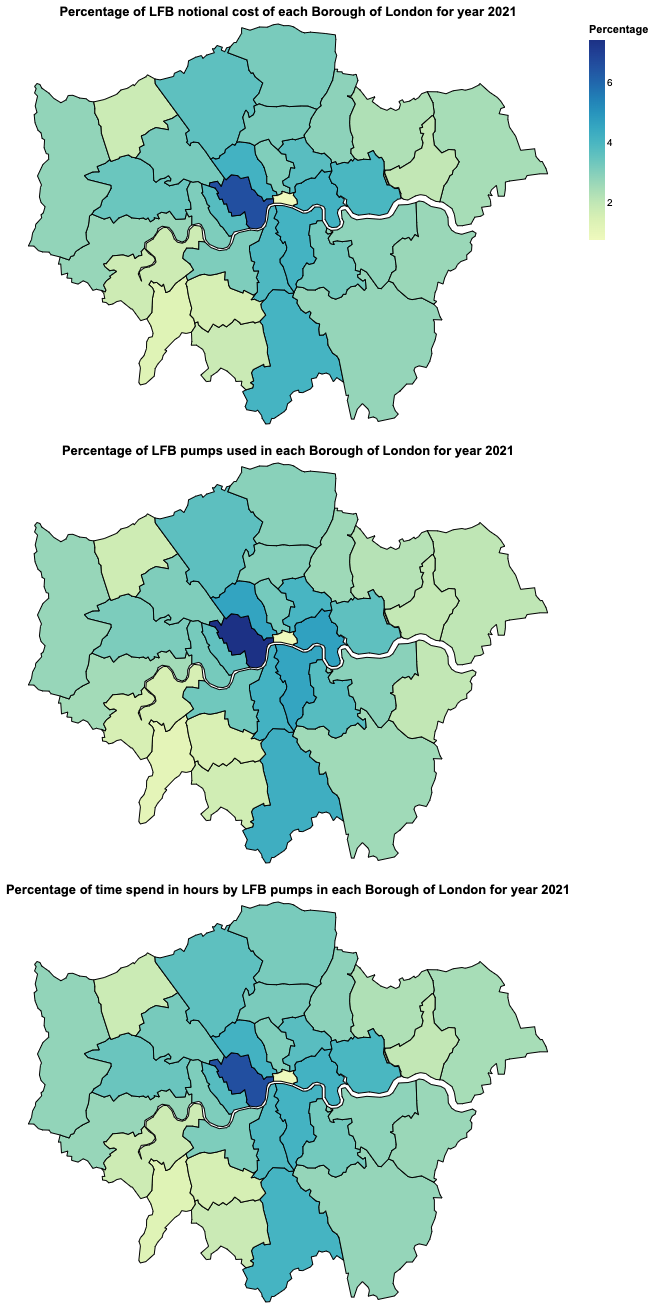 Percentage of LFB notional cost of each Borough of London for year 2021
Percentage
6
4
2
Percentage of LFB pumps used in each Borough of London for year 2021
Percentage of time spend in hours by LFB pumps in each Borough of London for year 2021